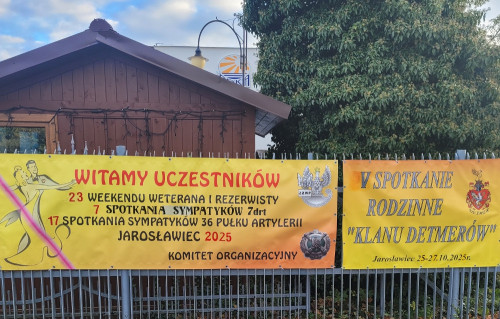 WITAMY UCZESTNIKÓW
23 WEEKENDU WETERANA I REZERWISTY
7 SPOTKANIA SYMPATYKÓW 7drt
17 SPOTKANIA SYMPATYKÓW 36 PUŁKU ARTYLERII
JAROSŁAWIEC 2025
KOMITET ORGANIZACYJNY
V SPOTKANIE
RODZINNE
"KLANU DETMERÓW"
Jarosławiec 25-27.10.2025r.